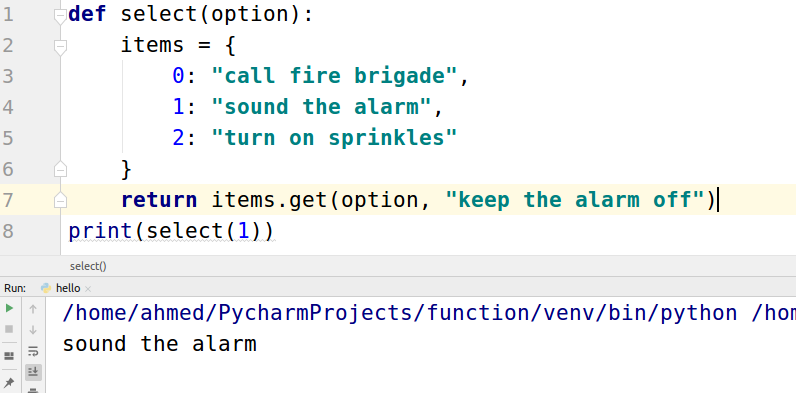 1 def select(option):
2     items = {
3         0: "call fire brigade",
4         1: "sound the alarm",
5         2: "turn on sprinkles"
6     }
7     return items.get(option, "keep the alarm off")
8 print(select(1))
select()
Run: hello
/home/ahmed/PycharmProjects/function/venv/bin/python /hom
sound the alarm